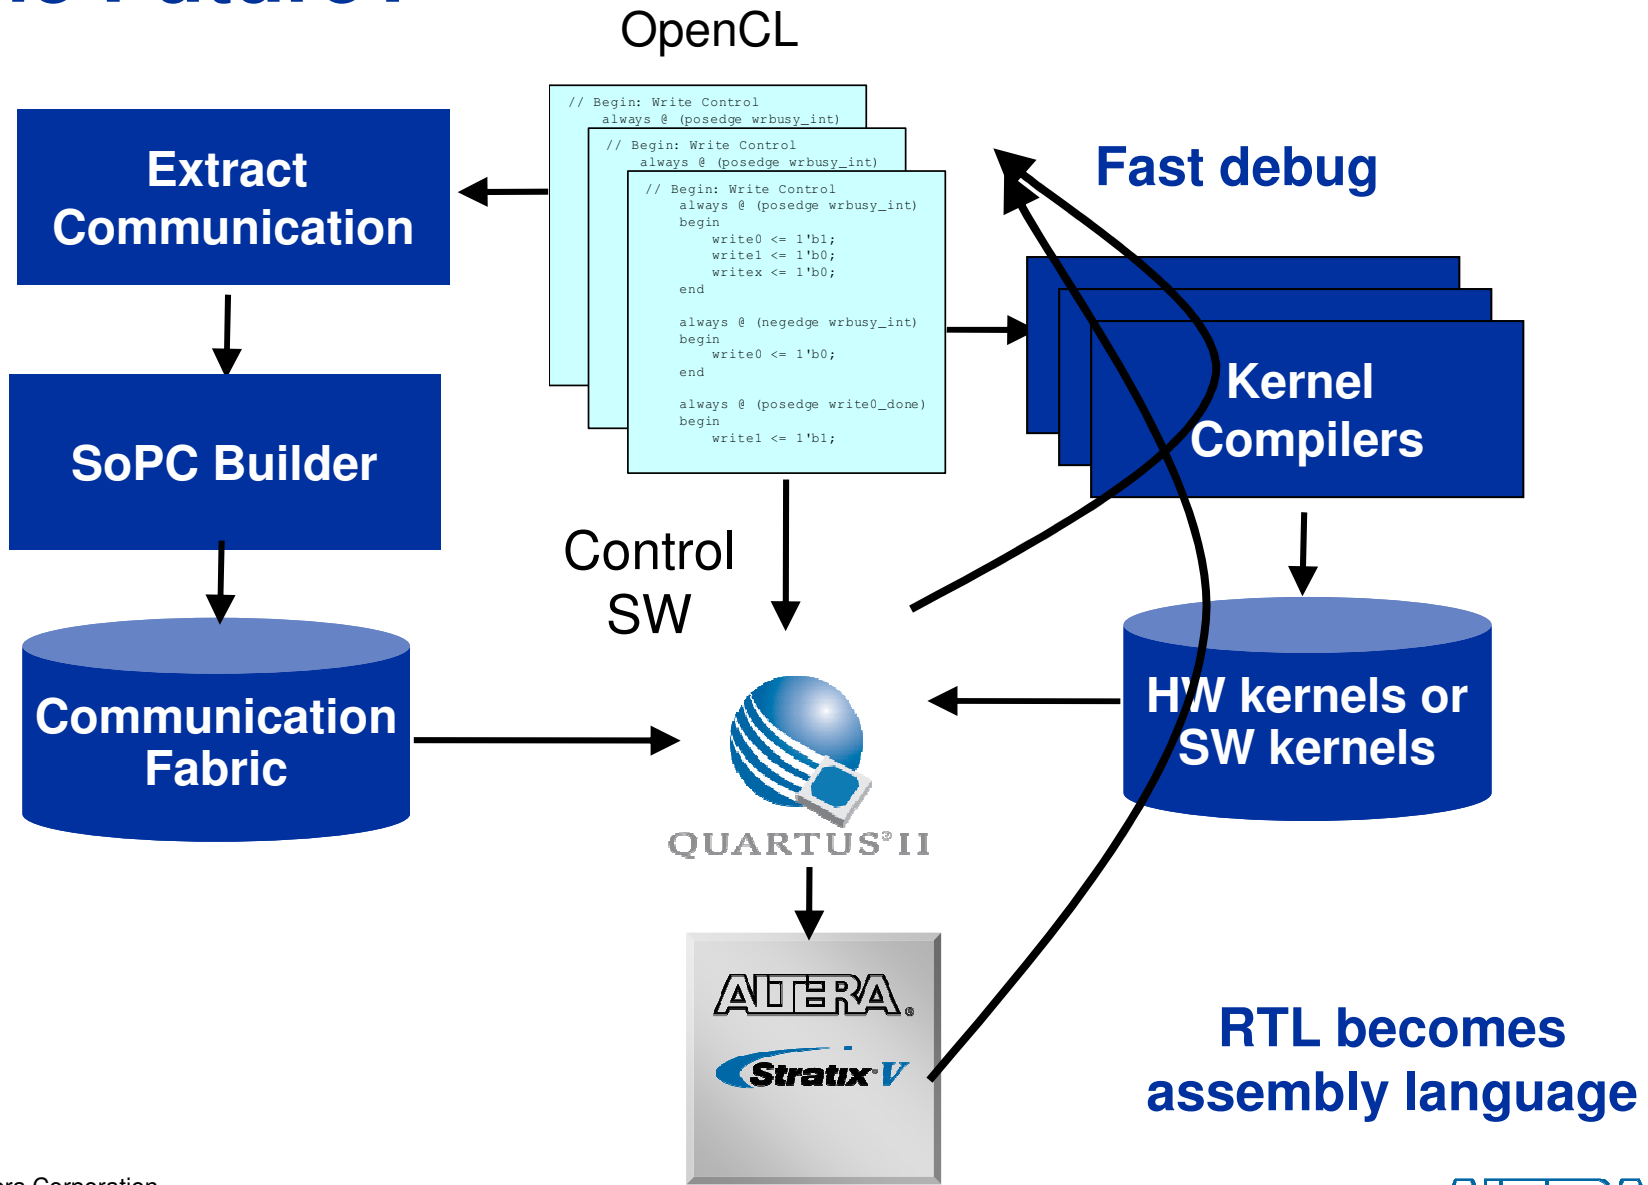 OpenCL
// Begin: Write Control
always @ (posedge wrbusy_int)
// Begin: Write Control
always @ (posedge wrbusy_int)
// Begin: Write Control
always @ (posedge wrbusy_int)
begin
write0 <= 1'b1;
write1 <= 1'b0;
writex <= 1'b0;
end
always @ (negedge wrbusy_int)
begin
write0 <= 1'b0;
end
always @ (posedge write0_done)
begin
write1 <= 1'b1;
Extract
Communication
Fast debug
Kernel
Compilers
SoPC Builder
Control
SW
Communication
Fabric
HW kernels or
SW kernels
QUARTUS® II
ALTERA®
Stratix V
RTL becomes
assembly language
Corporation